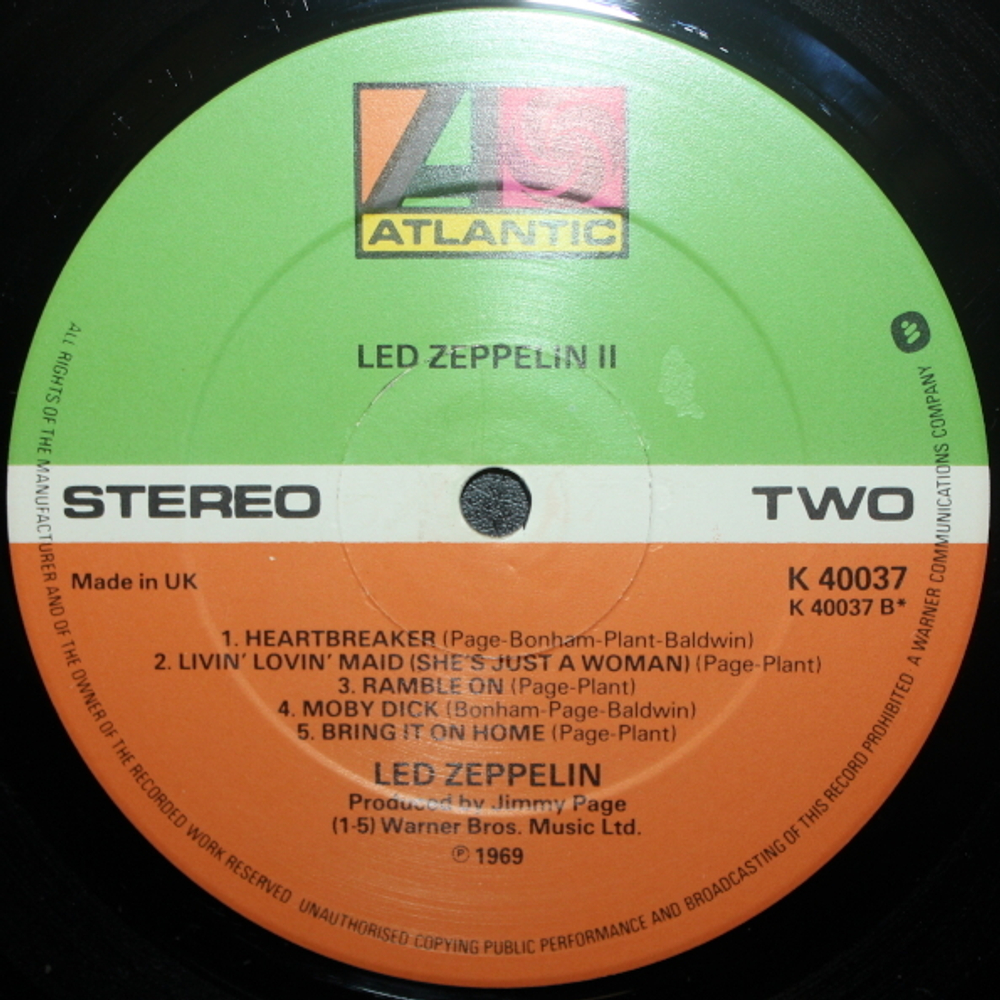 ATLANTIC
LED ZEPPELIN II
STEREO
TWO
Made in UK
K 40037
K 40037 B*
1. HEARTBREAKER (Page-Bonham-Plant-Baldwin)
2. LIVIN' LOVIN' MAID (SHE'S JUST A WOMAN) (Page-Plant)
3. RAMBLE ON (Page-Plant)
4. MOBY DICK (Bonham-Page-Baldwin)
5. BRING IT ON HOME (Page-Plant)
LED ZEPPELIN
Produced by Jimmy Page
(1-5) Warner Bros. Music Ltd.
℗ 1969
ALL RIGHTS OF THE MANUFACTURER AND OF THE OWNER OF THE RECORDED WORK RESERVED UNAUTHORISED COPYING PUBLIC PERFORMANCE AND BROADCASTING OF THIS RECORD PROHIBITED A WARNER COMMUNICATIONS COMPANY